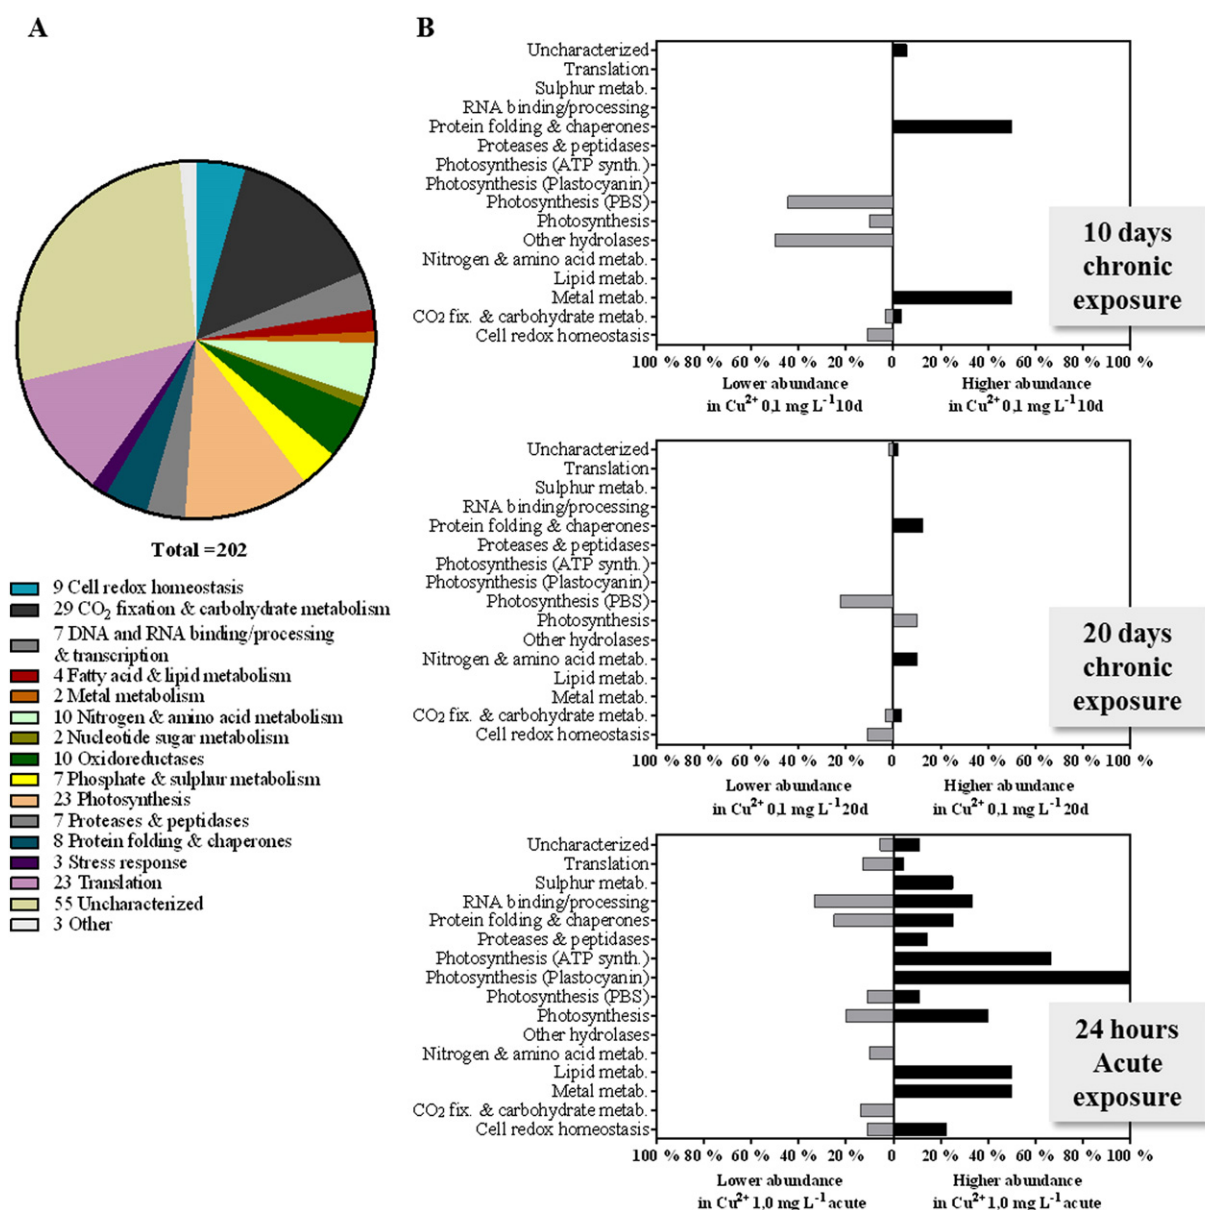 A
Total =202
9 Cell redox homeostasis
29 CO2 fixation & carbohydrate metabolism
7 DNA and RNA binding/processing
& transcription
4 Fatty acid & lipid metabolism
2 Metal metabolism
10 Nitrogen & amino acid metabolism
2 Nucleotide sugar metabolism
10 Oxidoreductases
7 Phosphate & sulphur metabolism
23 Photosynthesis
7 Proteases & peptidases
8 Protein folding & chaperones
3 Stress response
23 Translation
55 Uncharacterized
3 Other
B
Uncharacterized
Translation
Sulphur metab.
RNA binding/processing
Protein folding & chaperones
Proteases & peptidases
Photosynthesis (ATP synth.)
Photosynthesis (Plastocyanin)
Photosynthesis (PBS)
Photosynthesis
Other hydrolases
Nitrogen & amino acid metab.
Lipid metab.
Metal metab.
CO2 fix. & carbohydrate metab.
Cell redox homeostasis
100 % 80 % 60 % 40 % 20 % 0 20 % 40 % 60 % 80 % 100 %
Lower abundance
in Cu²⁺ 0,1 mg L⁻¹ 10d
Higher abundance
in Cu²⁺ 0,1 mg L⁻¹ 10d
10 days
chronic
exposure
Uncharacterized
Translation
Sulphur metab.
RNA binding/processing
Protein folding & chaperones
Proteases & peptidases
Photosynthesis (ATP synth.)
Photosynthesis (Plastocyanin)
Photosynthesis (PBS)
Photosynthesis
Other hydrolases
Nitrogen & amino acid metab.
Lipid metab.
Metal metab.
CO2 fix. & carbohydrate metab.
Cell redox homeostasis
100 % 80 % 60 % 40 % 20 % 0 20 % 40 % 60 % 80 % 100 %
Lower abundance
in Cu²⁺ 0,1 mg L⁻¹ 20d
Higher abundance
in Cu²⁺ 0,1 mg L⁻¹ 20d
20 days
chronic
exposure
Uncharacterized
Translation
Sulphur metab.
RNA binding/processing
Protein folding & chaperones
Proteases & peptidases
Photosynthesis (ATP synth.)
Photosynthesis (Plastocyanin)
Photosynthesis (PBS)
Photosynthesis
Other hydrolases
Nitrogen & amino acid metab.
Lipid metab.
Metal metab.
CO2 fix. & carbohydrate metab.
Cell redox homeostasis
100 % 80 % 60 % 40 % 20 % 0 20 % 40 % 60 % 80 % 100 %
Lower abundance
in Cu²⁺ 1,0 mg L⁻¹ acute
Higher abundance
in Cu²⁺ 1,0 mg L⁻¹ acute
24 hours
Acute
exposure